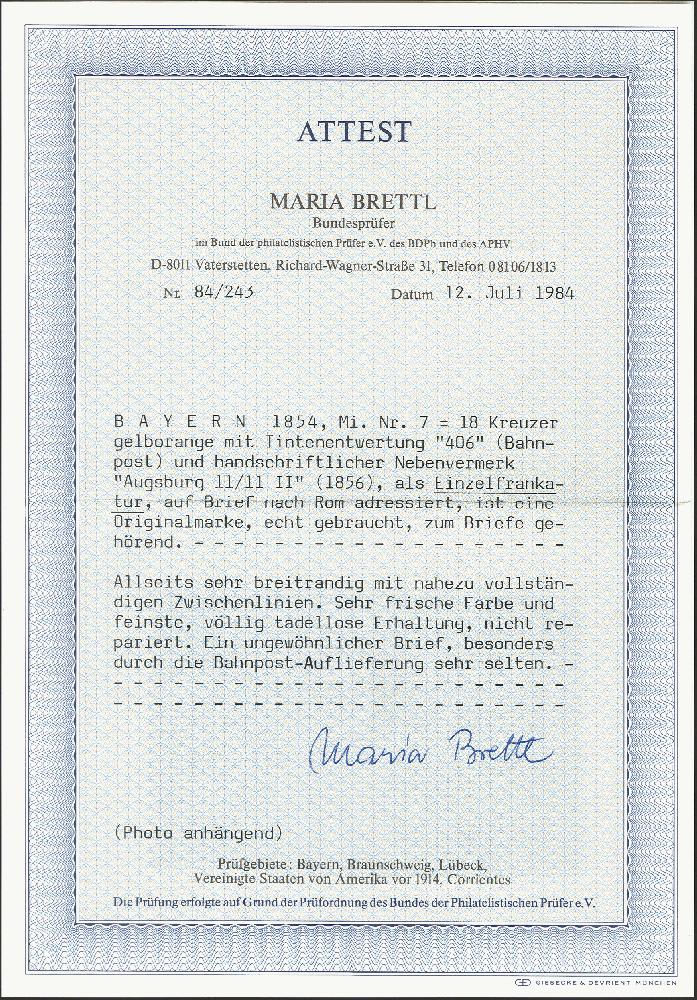 ATTEST
MARIA BRETTL
Bundesprüfer
im Bund der philatelistischen Prüfer e.V. des BDPh und des APHV
D-8011 Vaterstetten, Richard-Wagner-Straße 31, Telefon 08106/1813
Nr. 84/243 Datum 12. Juli 1984
B A Y E R N 1854, Mi. Nr. 7 = 18 Kreuzer
gelborange mit Tintenentwertung "406" (Bahn-
post) und handschriftlicher Nebenvermerk
"Augsburg 11/11 II" (1856), als Einzelfranka-
tur, auf Brief nach Rom adressiert, ist eine
Originalmarke, echt gebraucht, zum Briefe ge-
hörend. - - - - - - - - - - - - - - - - - -
Allseits sehr breitrandig mit nahezu vollstän-
digen Zwischenlinien. Sehr frische Farbe und
feinste, völlig tadellose Erhaltung, nicht re-
pariert. Ein ungewöhnlicher Brief, besonders
durch die Bahnpost-Auflieferung sehr selten. -
- - - - - - - - - - - - - - - - - - - - - -
- - - - - - - - - - - - - - - - - - - - - -
Maria Brettl
(Photo anhängend)
Prüfgebiete: Bayern, Braunschweig, Lübeck,
Vereinigte Staaten von Amerika vor 1914, Corrientes
Die Prüfung erfolgte auf Grund der Prüfordnung des Bundes der Philatelistischen Prüfer e.V.
GIESECKE & DEVRIENT MÜNCHEN